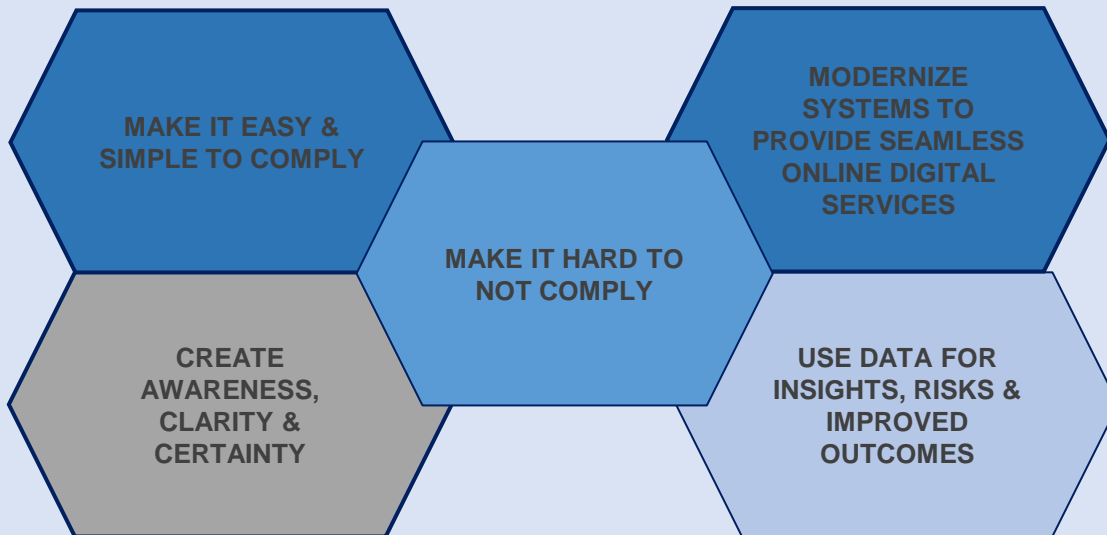 MAKE IT EASY &
SIMPLE TO COMPLY
MODERNIZE
SYSTEMS TO
PROVIDE SEAMLESS
ONLINE DIGITAL
SERVICES
MAKE IT HARD TO
NOT COMPLY
CREATE
AWARENESS,
CLARITY &
CERTAINTY
USE DATA FOR
INSIGHTS, RISKS &
IMPROVED
OUTCOMES